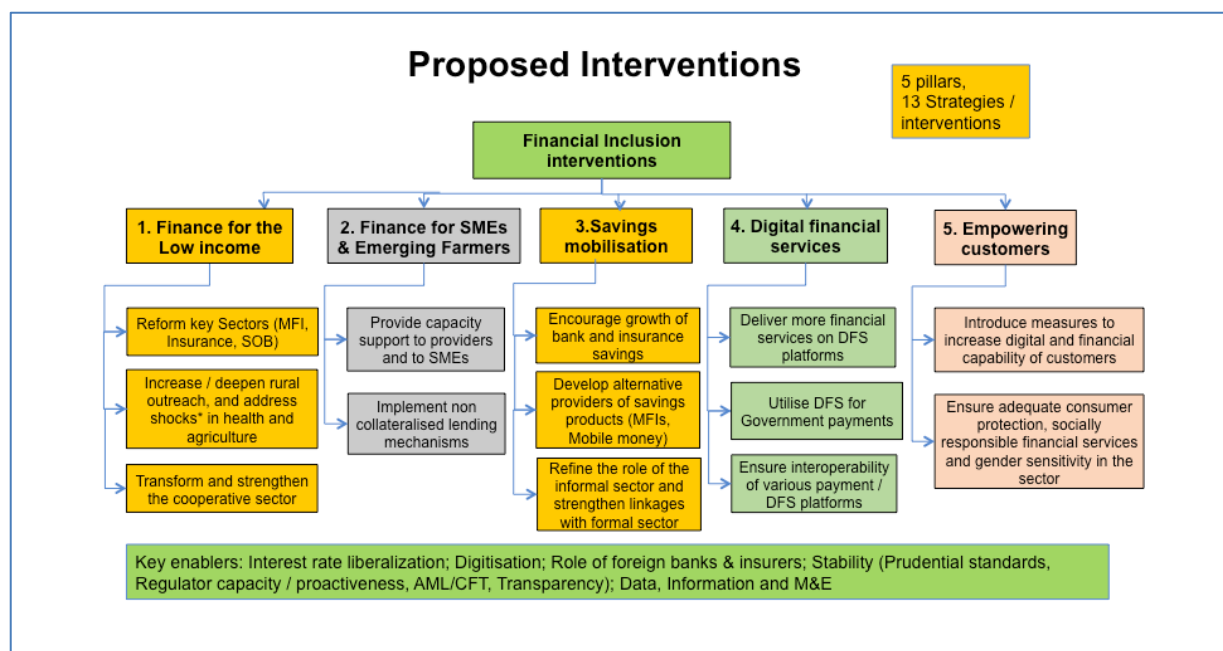 Proposed Interventions
5 pillars,
13 Strategies /
interventions
Financial Inclusion
interventions
1. Finance for the
Low income
2. Finance for SMEs
& Emerging Farmers
3.Savings
mobilisation
4. Digital financial
services
5. Empowering
customers
Reform key Sectors (MFI,
Insurance, SOB)
Increase / deepen rural
outreach, and address
shocks* in health and
agriculture
Transform and strengthen
the cooperative sector
Provide capacity
support to providers
and to SMEs
Implement non
collateralised lending
mechanisms
Encourage growth of
bank and insurance
savings
Develop alternative
providers of savings
products (MFIs,
Mobile money)
Refine the role of the
informal sector and
strengthen linkages
with formal sector
Deliver more financial
services on DFS
platforms
Utilise DFS for
Government payments
Ensure interoperability
of various payment /
DFS platforms
Introduce measures to
increase digital and financial
capability of customers
Ensure adequate consumer
protection, socially
responsible financial services
and gender sensitivity in the
sector
Key enablers: Interest rate liberalization; Digitisation; Role of foreign banks & insurers; Stability (Prudential standards,
Regulator capacity / proactiveness, AML/CFT, Transparency); Data, Information and M&E